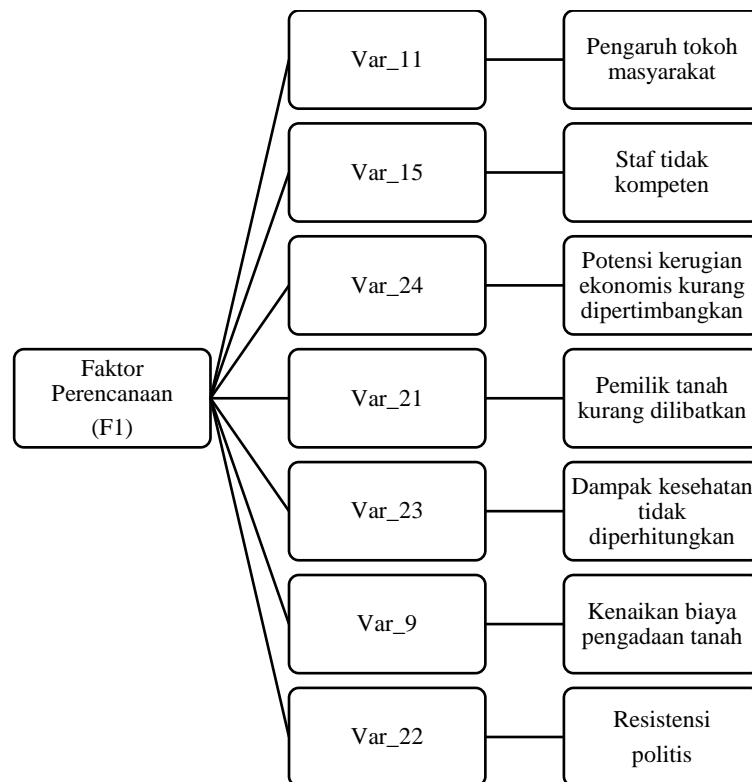 Faktor
Perencanaan
(F1)
Var_11
Pengaruh tokoh
masyarakat
Var_15
Staf tidak
kompeten
Var_24
Potensi kerugian
ekonomis kurang
dipertimbangkan
Var_21
Pemilik tanah
kurang dilibatkan
Var_23
Dampak kesehatan
tidak
diperhitungkan
Var_9
Kenaikan biaya
pengadaan tanah
Var_22
Resistensi
politis